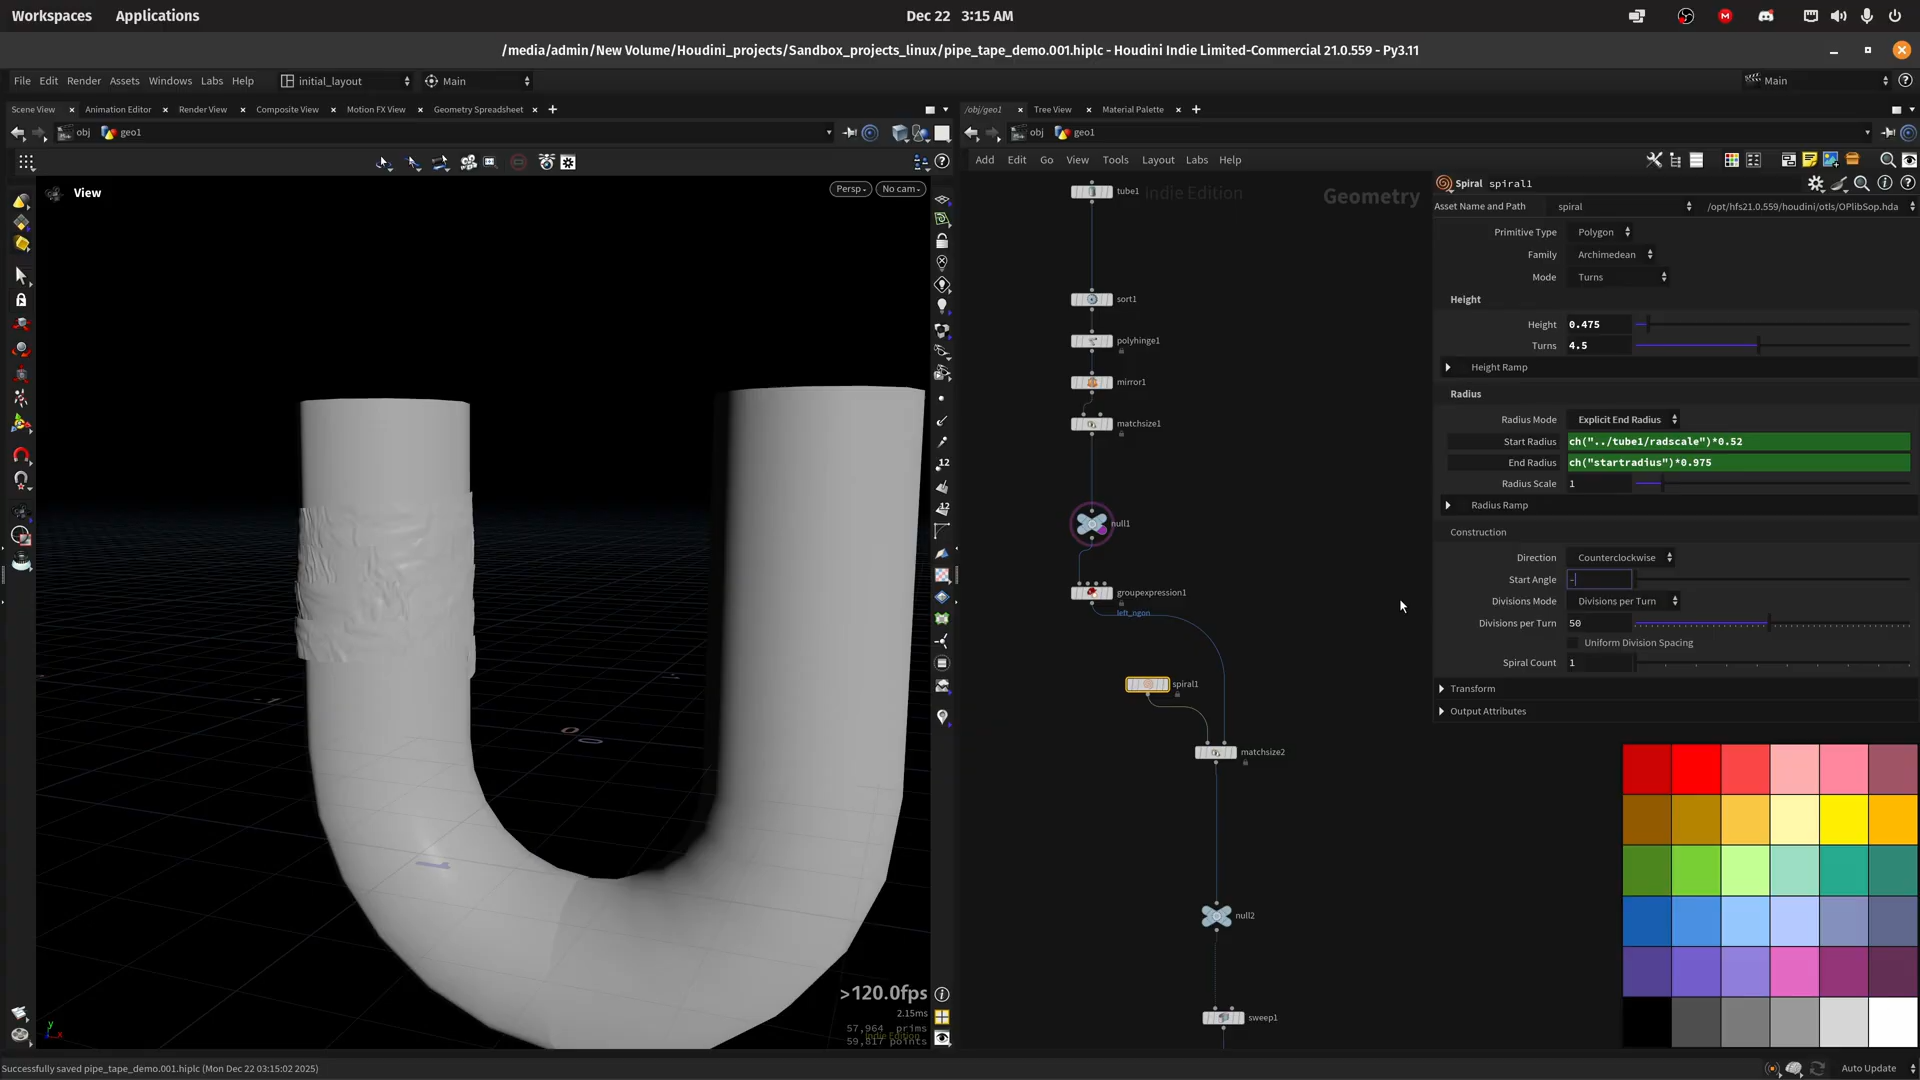 Workspaces Applications Dec 22 3:15 AM
/media/admin/New Volume/Houdini_projects/Sandbox_projects_linux/pipe_tape_demo.001.hiplc - Houdini Indie Limited-Commercial 21.0.559 - Py3.11
File Edit Render Assets Windows Labs Help initial_layout Main Main
Scene View Animation Editor Render View Composite View Motion FX View Geometry Spreadsheet
obj geo1
View
Persp No cam
>120.0fps
2.15ms
57,964 prims
59,817 points
Indie Edition
/obj/geo1 Tree View Material Palette
obj geo1
Add Edit Go View Tools Layout Labs Help
Indie Edition Geometry
tube1
sort1
polyhinge1
mirror1
matchsize1
null1
groupexpression1
left_ngon
spiral1
matchsize2
null2
sweep1
12
12
Spiral spiral1
Asset Name and Path spiral /opt/hfs21.0.559/houdini/otls/OPlibSop.hda
Primitive Type Polygon
Family Archimedean
Mode Turns
Height
Height 0.475
Turns 4.5
Height Ramp
Radius
Radius Mode Explicit End Radius
Start Radius ch("../tube1/radscale")*0.52
End Radius ch("startradius")*0.975
Radius Scale 1
Radius Ramp
Construction
Direction Counterclockwise
Start Angle -
Divisions Mode Divisions per Turn
Divisions per Turn 50
Uniform Division Spacing
Spiral Count 1
Transform
Output Attributes
y
x
Successfully saved pipe_tape_demo.001.hiplc (Mon Dec 22 03:15:02 2025)
Auto Update